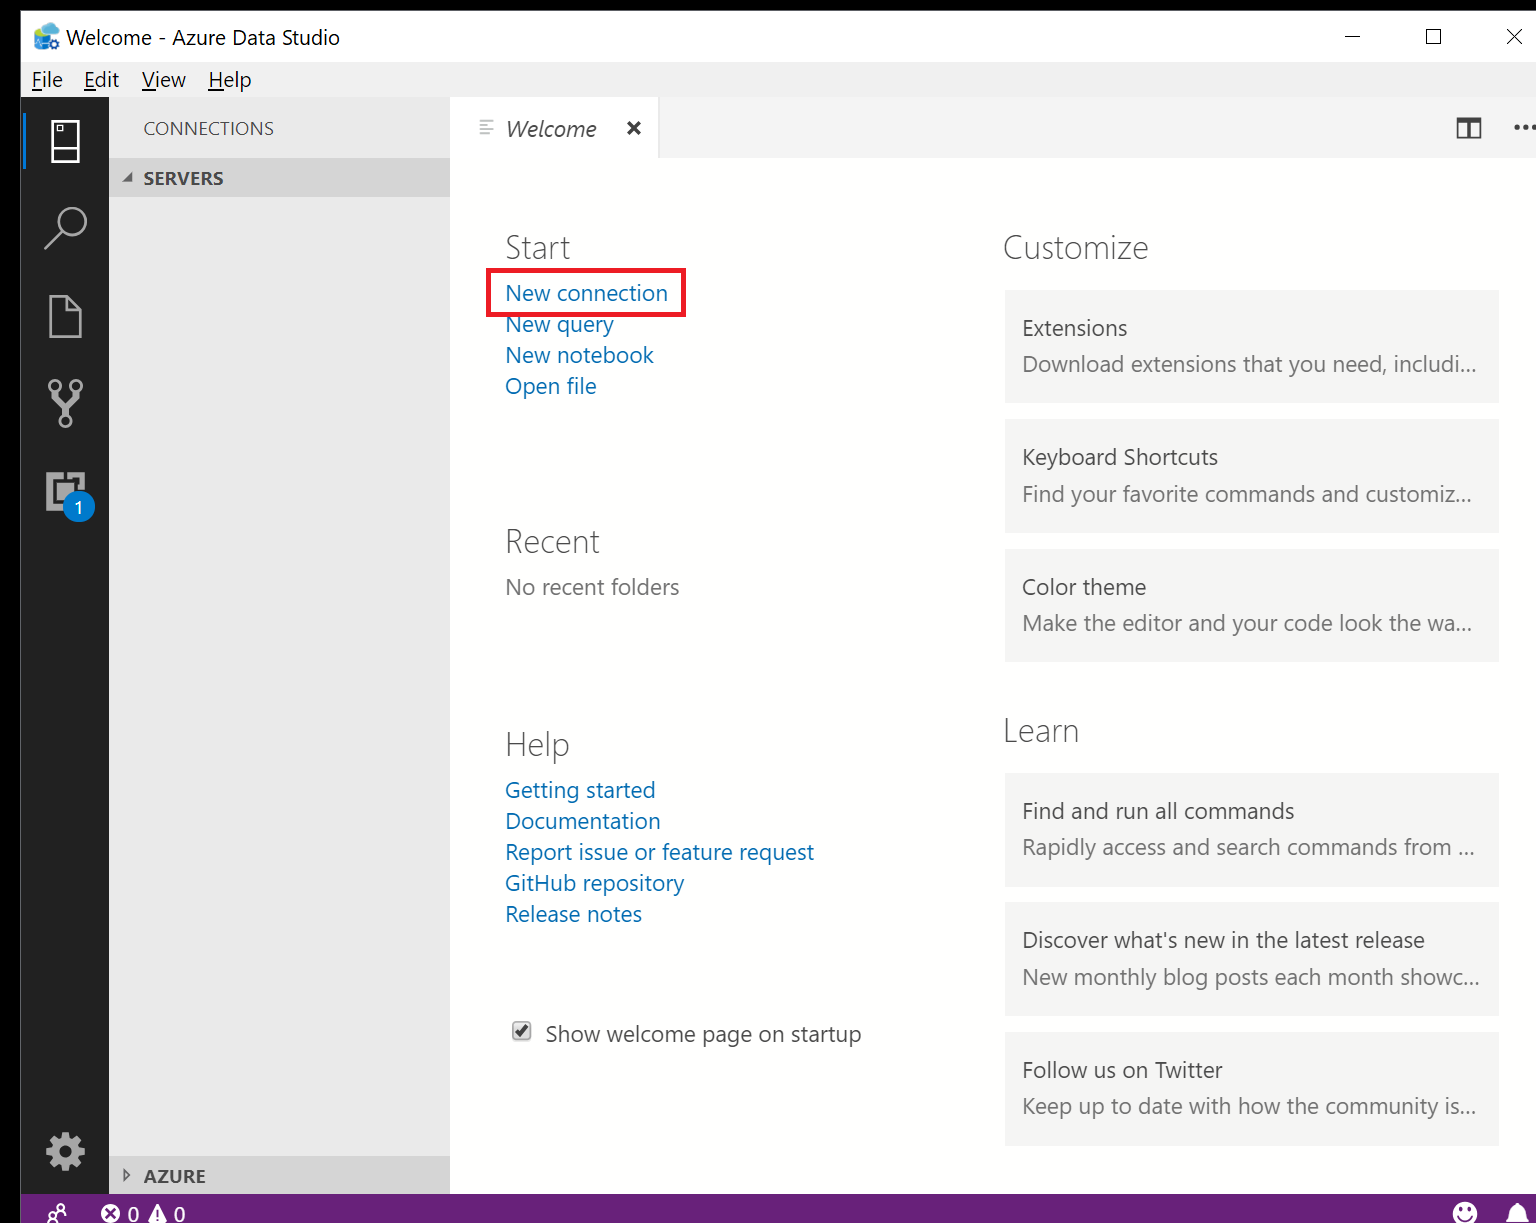 Welcome - Azure Data Studio
File Edit View Help
CONNECTIONS
SERVERS
Welcome
Start
New connection
New query
New notebook
Open file
Recent
No recent folders
Help
Getting started
Documentation
Report issue or feature request
GitHub repository
Release notes
Show welcome page on startup
Customize
Extensions
Download extensions that you need, includi...
Keyboard Shortcuts
Find your favorite commands and customiz...
Color theme
Make the editor and your code look the wa...
Learn
Find and run all commands
Rapidly access and search commands from ...
Discover what's new in the latest release
New monthly blog posts each month showc...
Follow us on Twitter
Keep up to date with how the community is...
1
AZURE
0 0